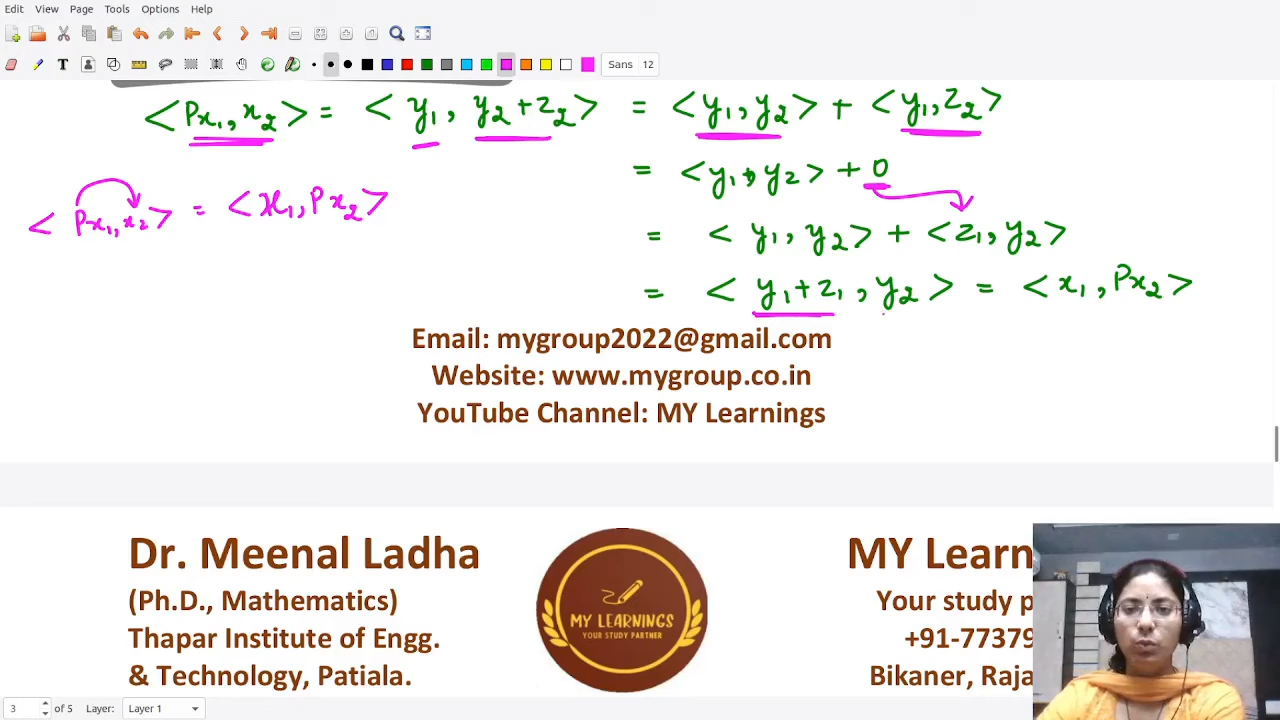 Edit View Page Tools Options Help
Sans 12
< Px₁, x₂ > = < y₁, y₂ + z₂ > = < y₁, y₂ > + < y₁, z₂ >
= < y₁, y₂ > + 0
< Px₁, x₂ > = < x₁, Px₂ >
= < y₁, y₂ > + < z₁, y₂ >
= < y₁ + z₁, y₂ > = < x₁, Px₂ >
Email: mygroup2022@gmail.com
Website: www.mygroup.co.in
YouTube Channel: MY Learnings
Dr. Meenal Ladha
(Ph.D., Mathematics)
Thapar Institute of Engg.
& Technology, Patiala.
MY LEARNINGS
YOUR STUDY PARTNER
MY Learn
Your study p
+91-77379
Bikaner, Raja
3 of 5 Layer: Layer 1